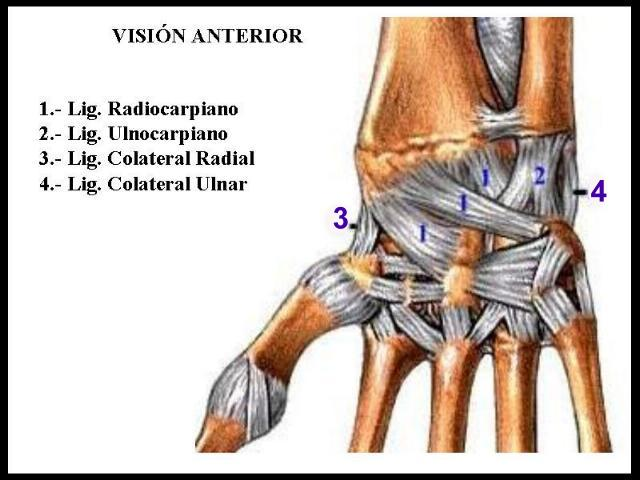 VISIÓN ANTERIOR
1.- Lig. Radiocarpiano
2.- Lig. Ulnocarpiano
3.- Lig. Colateral Radial
4.- Lig. Colateral Ulnar
1
2
4
1
3
1